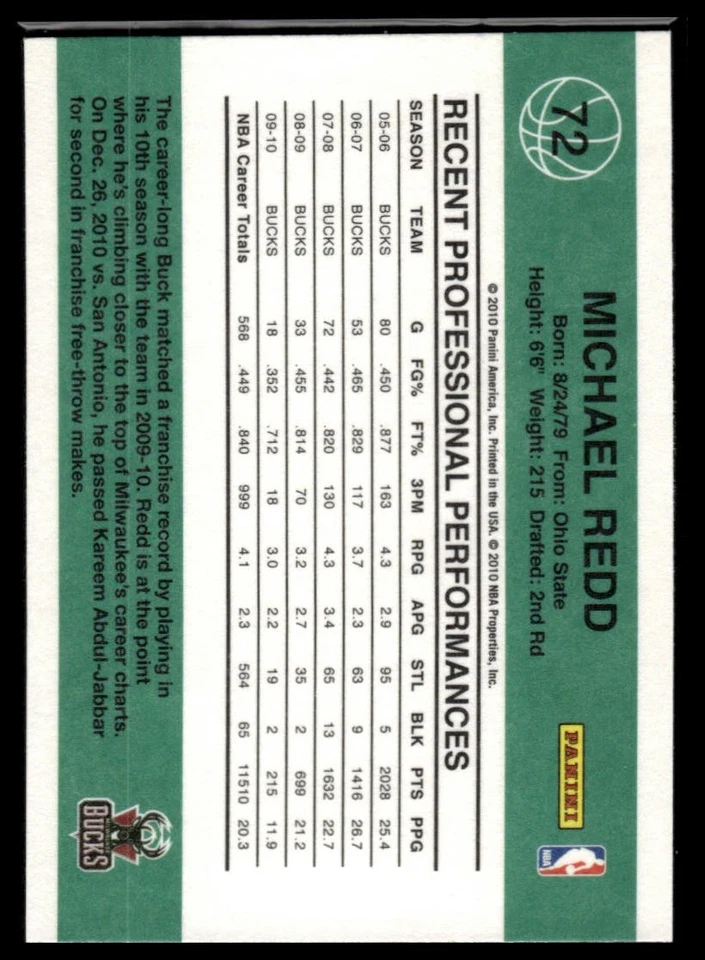 72
MICHAEL REDD
Born: 8/24/79 From: Ohio State
Height: 6'6" Weight: 215 Drafted: 2nd Rd
PANINI
NBA
© 2010 Panini America, Inc. Printed in the USA. © 2010 NBA Properties, Inc.
RECENT PROFESSIONAL PERFORMANCES
SEASON TEAM G FG% FT% 3PM RPG APG STL BLK PTS PPG
05-06 BUCKS 80 .450 .877 163 4.3 2.9 95 5 2028 25.4
06-07 BUCKS 53 .465 .829 117 3.7 2.3 63 9 1416 26.7
07-08 BUCKS 72 .442 .820 130 4.3 3.4 65 13 1632 22.7
08-09 BUCKS 33 .455 .814 70 3.2 2.7 35 2 699 21.2
09-10 BUCKS 18 .352 .712 18 3.0 2.2 19 2 215 11.9
NBA Career Totals 568 .449 .840 999 4.1 2.3 564 65 11510 20.3
The career-long Buck matched a franchise record by playing in
his 10th season with the team in 2009-10. Redd is at the point
where he's climbing closer to the top of Milwaukee's career charts.
On Dec. 26, 2010 vs. San Antonio, he passed Kareem Abdul-Jabbar
for second in franchise free-throw makes.
MILWAUKEE
BUCKS